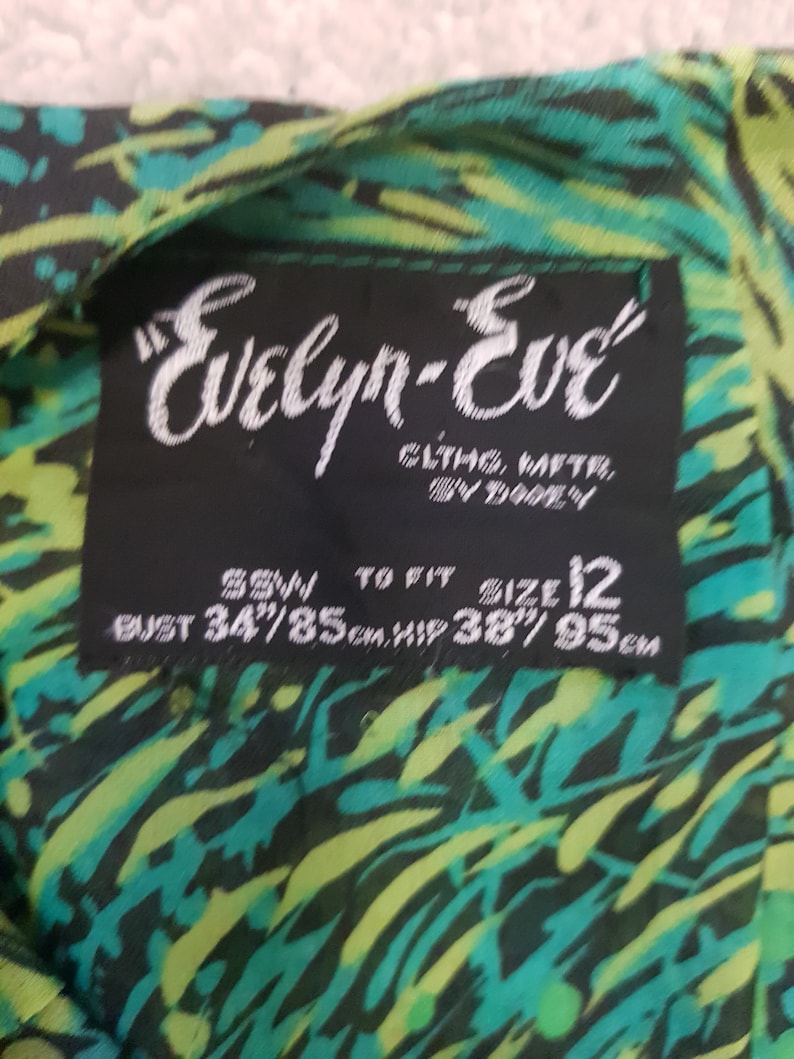 "Evelyn-Eve"
CLTHG. MFTR.
SYDNEY
SSW TO FIT SIZE 12
BUST 34"/85CM. HIP 38"/95CM